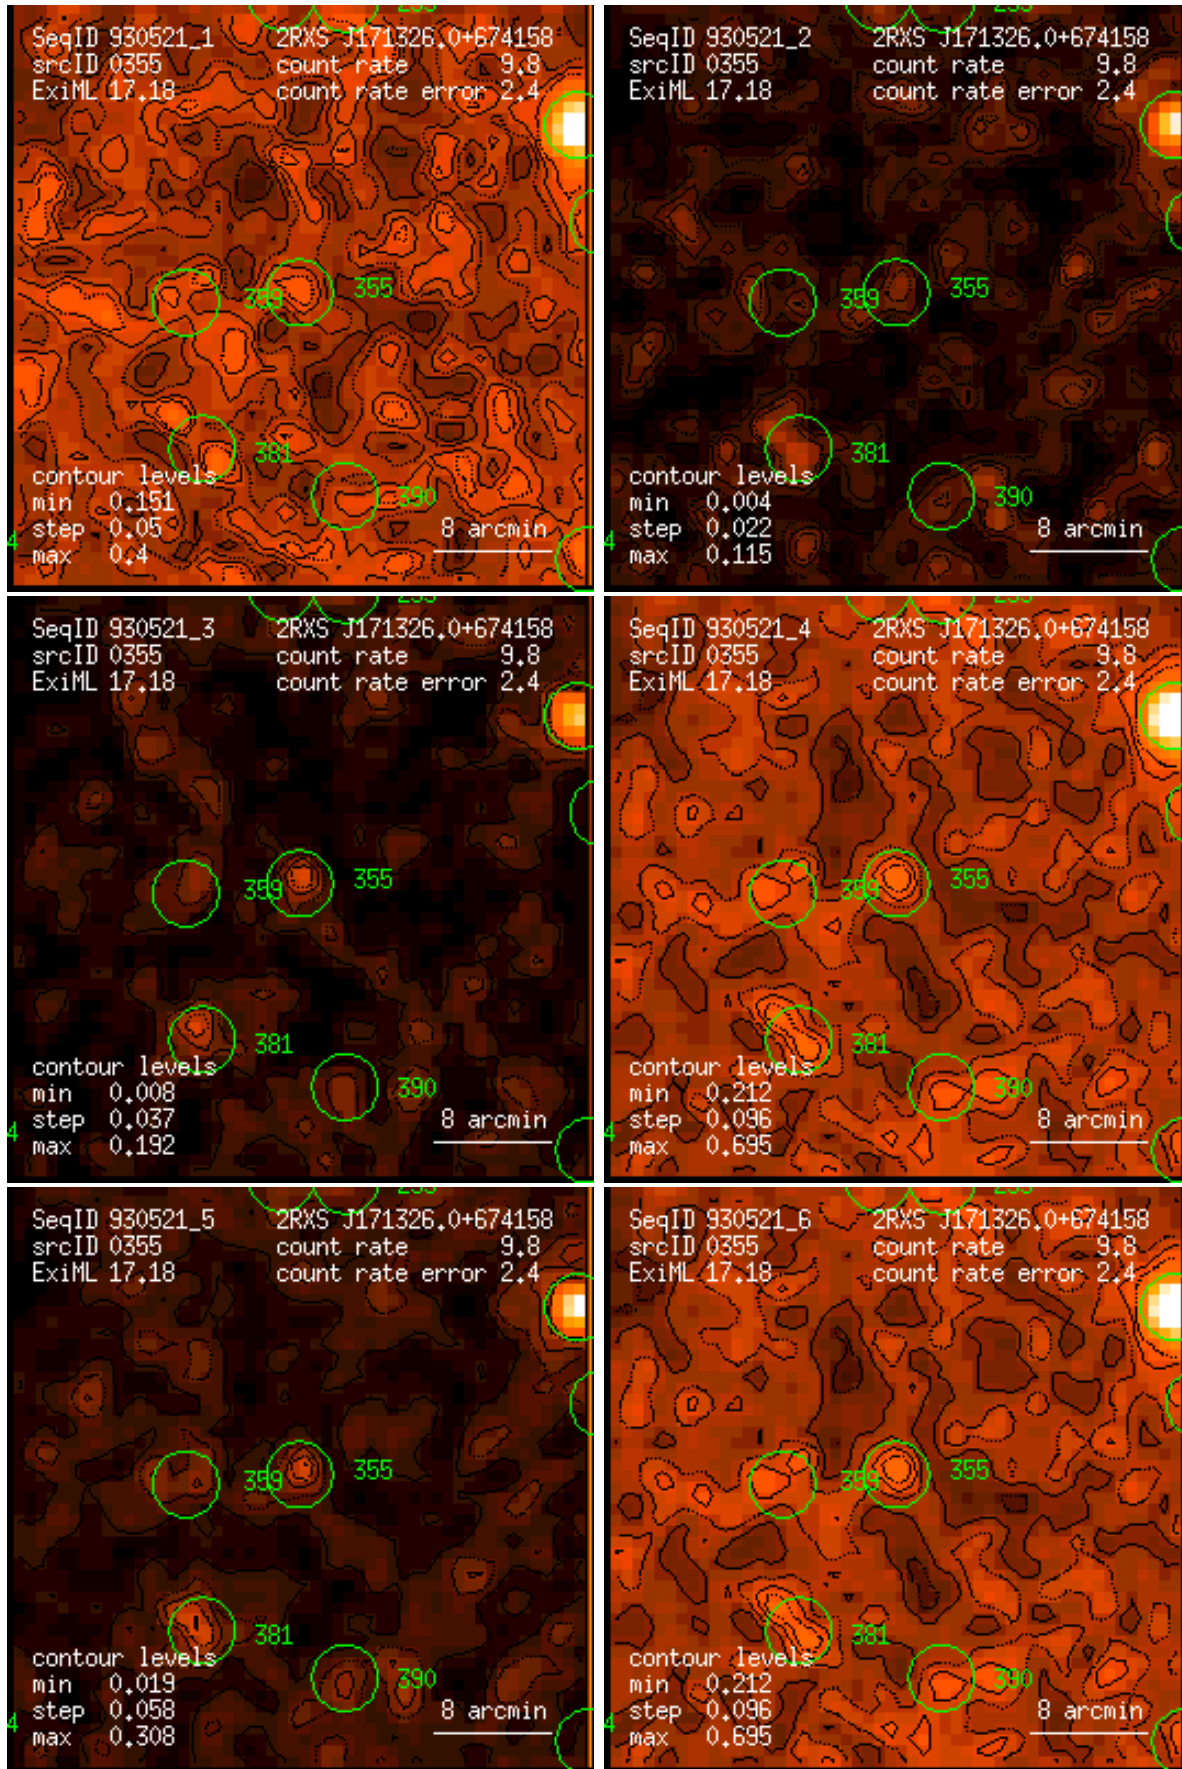 SeqID 930521_1 2RXS J171326.0+674158
srcID 0355 count rate 9.8
ExiML 17.18 count rate error 2.4
359 355
381
contour levels
min 0.151 390
step 0.05 8 arcmin
max 0.4
4
SeqID 930521_2 2RXS J171326.0+674158
srcID 0355 count rate 9.8
ExiML 17.18 count rate error 2.4
359 355
381
contour levels
min 0.004 390
step 0.022 8 arcmin
max 0.115
4
SeqID 930521_3 2RXS J171326.0+674158
srcID 0355 count rate 9.8
ExiML 17.18 count rate error 2.4
359 355
381
contour levels
min 0.008 390
step 0.037 8 arcmin
max 0.192
4
SeqID 930521_4 2RXS J171326.0+674158
srcID 0355 count rate 9.8
ExiML 17.18 count rate error 2.4
359 355
381
contour levels
min 0.212 390
step 0.096 8 arcmin
max 0.695
4
SeqID 930521_5 2RXS J171326.0+674158
srcID 0355 count rate 9.8
ExiML 17.18 count rate error 2.4
359 355
381
contour levels
min 0.019 390
step 0.058 8 arcmin
max 0.308
4
SeqID 930521_6 2RXS J171326.0+674158
srcID 0355 count rate 9.8
ExiML 17.18 count rate error 2.4
359 355
381
contour levels
min 0.212 390
step 0.096 8 arcmin
max 0.695
4